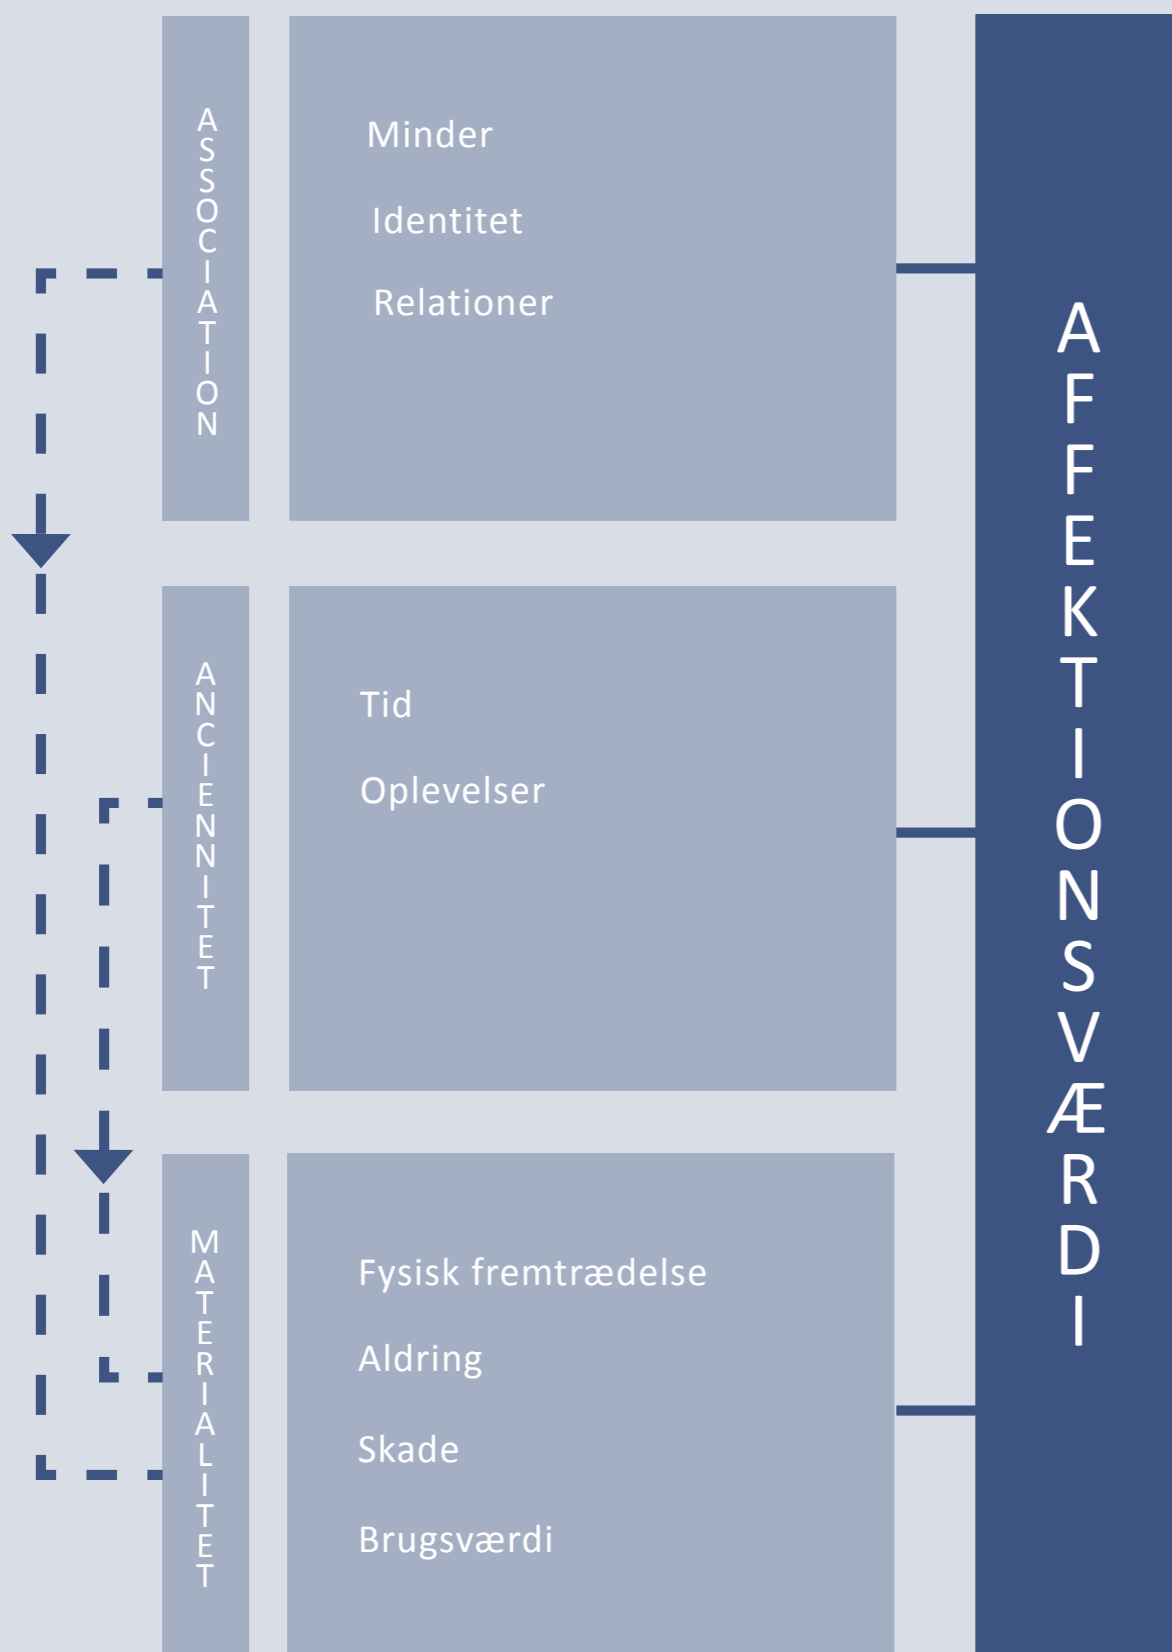 ASSOCIATION
Minder
Identitet
Relationer
ANCIENNITET
Tid
Oplevelser
MATERIALITET
Fysisk fremtrædelse
Aldring
Skade
Brugsværdi
AFFEKTIONSVÆRDI